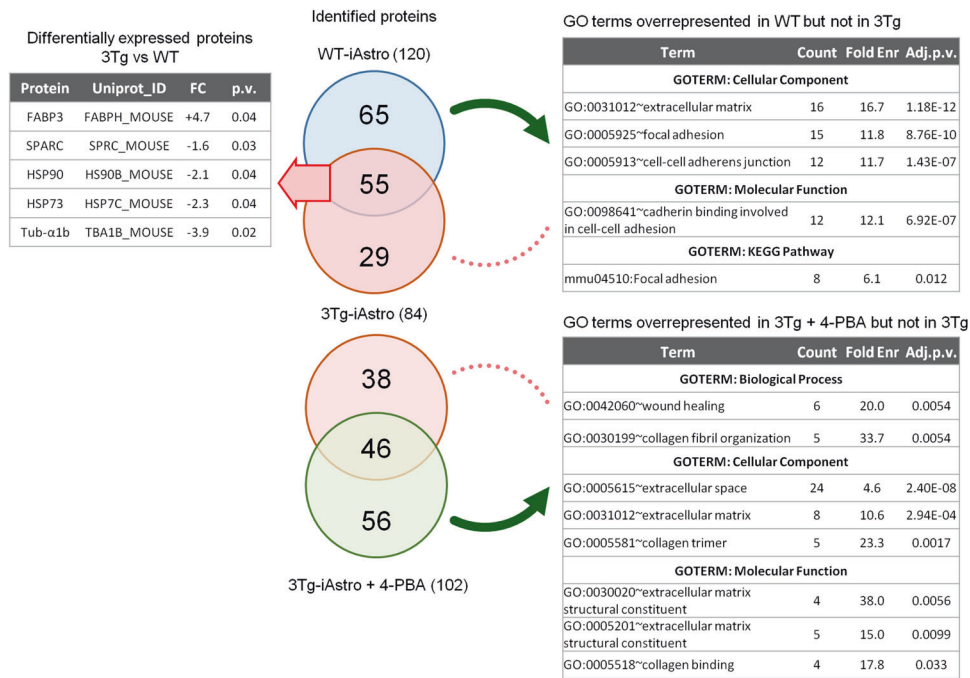 Differentially expressed proteins
3Tg vs WT
Protein Uniprot_ID FC p.v.
FABP3 FABPH_MOUSE +4.7 0.04
SPARC SPRC_MOUSE -1.6 0.03
HSP90 HS90B_MOUSE -2.1 0.04
HSP73 HSP7C_MOUSE -2.3 0.04
Tub-α1b TBA1B_MOUSE -3.9 0.02
Identified proteins
WT-iAstro (120)
65
55
29
3Tg-iAstro (84)
38
46
56
3Tg-iAstro + 4-PBA (102)
GO terms overrepresented in WT but not in 3Tg
Term Count Fold Enr Adj.p.v.
GOTERM: Cellular Component
GO:0031012~extracellular matrix 16 16.7 1.18E-12
GO:0005925~focal adhesion 15 11.8 8.76E-10
GO:0005913~cell-cell adherens junction 12 11.7 1.43E-07
GOTERM: Molecular Function
GO:0098641~cadherin binding involved
in cell-cell adhesion 12 12.1 6.92E-07
GOTERM: KEGG Pathway
mmu04510:Focal adhesion 8 6.1 0.012
GO terms overrepresented in 3Tg + 4-PBA but not in 3Tg
Term Count Fold Enr Adj.p.v.
GOTERM: Biological Process
GO:0042060~wound healing 6 20.0 0.0054
GO:0030199~collagen fibril organization 5 33.7 0.0054
GOTERM: Cellular Component
GO:0005615~extracellular space 24 4.6 2.40E-08
GO:0031012~extracellular matrix 8 10.6 2.94E-04
GO:0005581~collagen trimer 5 23.3 0.0017
GOTERM: Molecular Function
GO:0030020~extracellular matrix
structural constituent 4 38.0 0.0056
GO:0005201~extracellular matrix
structural constituent 5 15.0 0.0099
GO:0005518~collagen binding 4 17.8 0.033